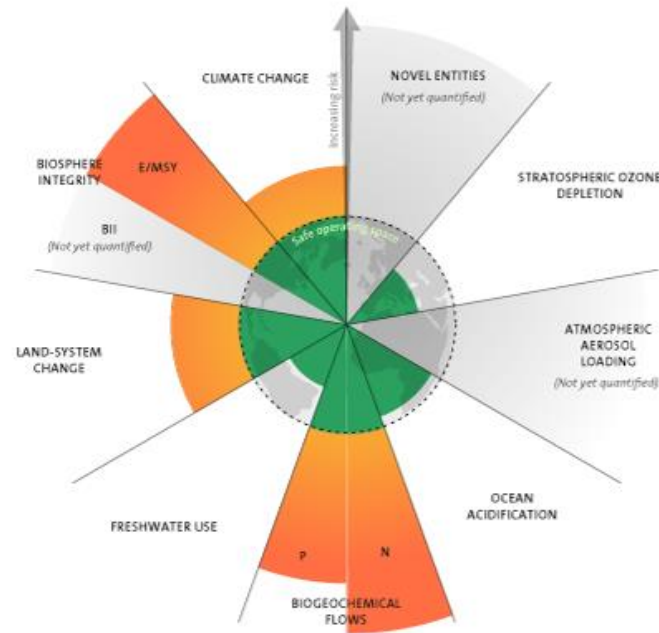 CLIMATE CHANGE
Increasing risk
NOVEL ENTITIES
(Not yet quantified)
BIOSPHERE
INTEGRITY
E/MSY
STRATOSPHERIC OZONE
DEPLETION
BII
(Not yet quantified)
Safe operating space
LAND-SYSTEM
CHANGE
ATMOSPHERIC
AEROSOL
LOADING
(Not yet quantified)
FRESHWATER USE
OCEAN
ACIDIFICATION
P
N
BIOGEOCHEMICAL
FLOWS